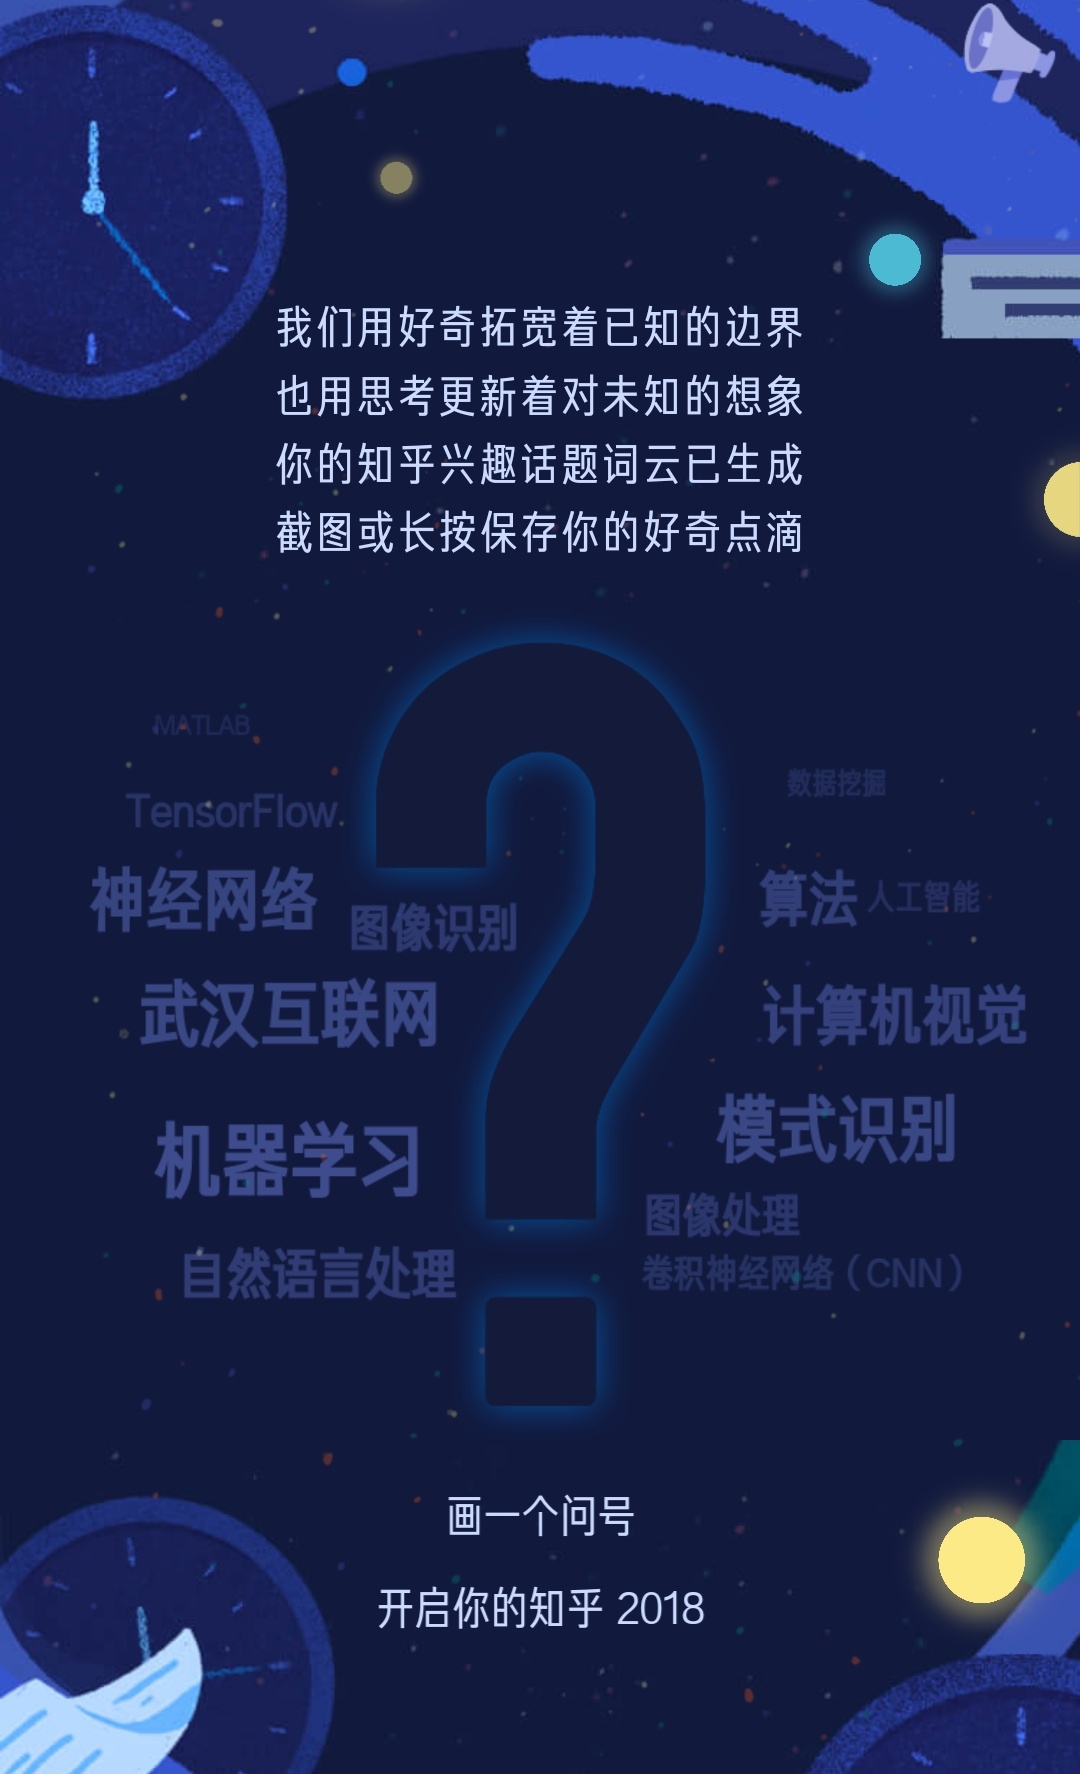 我们用好奇拓宽着已知的边界
也用思考更新着对未知的想象
你的知乎兴趣话题词云已生成
截图或长按保存你的好奇点滴
MATLAB
数据挖掘
TensorFlow
神经网络
图像识别
算法
人工智能
武汉互联网
计算机视觉
机器学习
模式识别
图像处理
自然语言处理
卷积神经网络（CNN）
画一个问号
开启你的知乎 2018